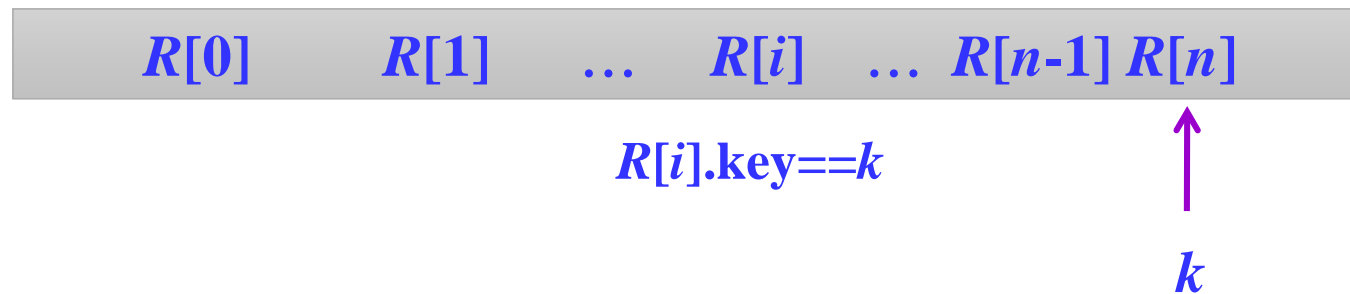 R[0] R[1] … R[i] … R[n-1] R[n]
R[i].key==k
k